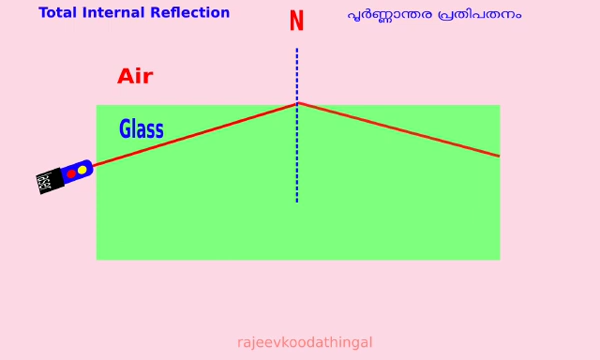 Total Internal Reflection
പൂർണ്ണാന്തര പ്രതിപതനം
N
Air
Glass
rajeevkoodathingal